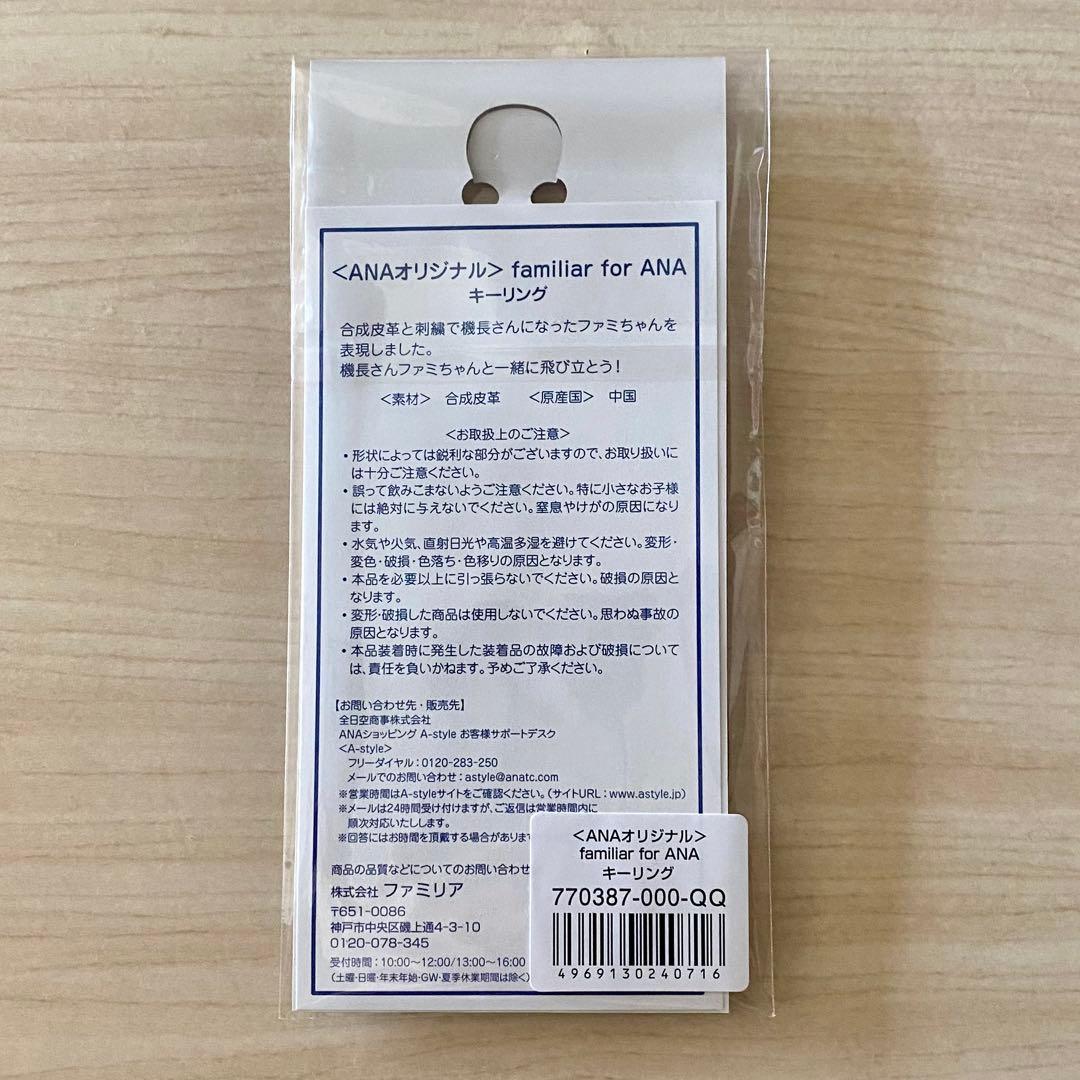 ＜ANAオリジナル＞ familiar for ANA
キーリング
合成皮革と刺繍で機長さんになったファミちゃんを
表現しました。
機長さんファミちゃんと一緒に飛び立とう！
＜素材＞ 合成皮革 ＜原産国＞ 中国
＜お取扱上のご注意＞
・形状によっては鋭利な部分がございますので、お取り扱いに
は十分ご注意ください。
・誤って飲みこまないようご注意ください。特に小さなお子様
には絶対に与えないでください。窒息やけがの原因になり
ます。
・水気や火気、直射日光や高温多湿を避けてください。変形・
変色・破損・色落ち・色移りの原因となります。
・本品を必要以上に引っ張らないでください。破損の原因と
なります。
・変形・破損した商品は使用しないでください。思わぬ事故の
原因となります。
・本品装着時に発生した装着品の故障および破損について
は、責任を負いかねます。予めご了承ください。
【お問い合わせ先・販売先】
全日空商事株式会社
ANAショッピング A-style お客様サポートデスク
＜A-style＞
フリーダイヤル：0120-283-250
メールでのお問い合わせ：astyle@anatc.com
※営業時間はA-styleサイトをご確認ください。（サイトURL：www.astyle.jp）
※メールは24時間受け付けますが、ご返信は営業時間内に
順次対応いたします。
※回答にはお時間を頂戴する場合がありま
商品の品質などについてのお問い合わせ
株式会社 ファミリア
〒651-0086
神戸市中央区磯上通4-3-10
0120-078-345
受付時間：10:00～12:00/13:00～16:00
（土曜・日曜・年末年始・GW・夏季休業期間は除く）
＜ANAオリジナル＞
familiar for ANA
キーリング
770387-000-QQ
4969130240716